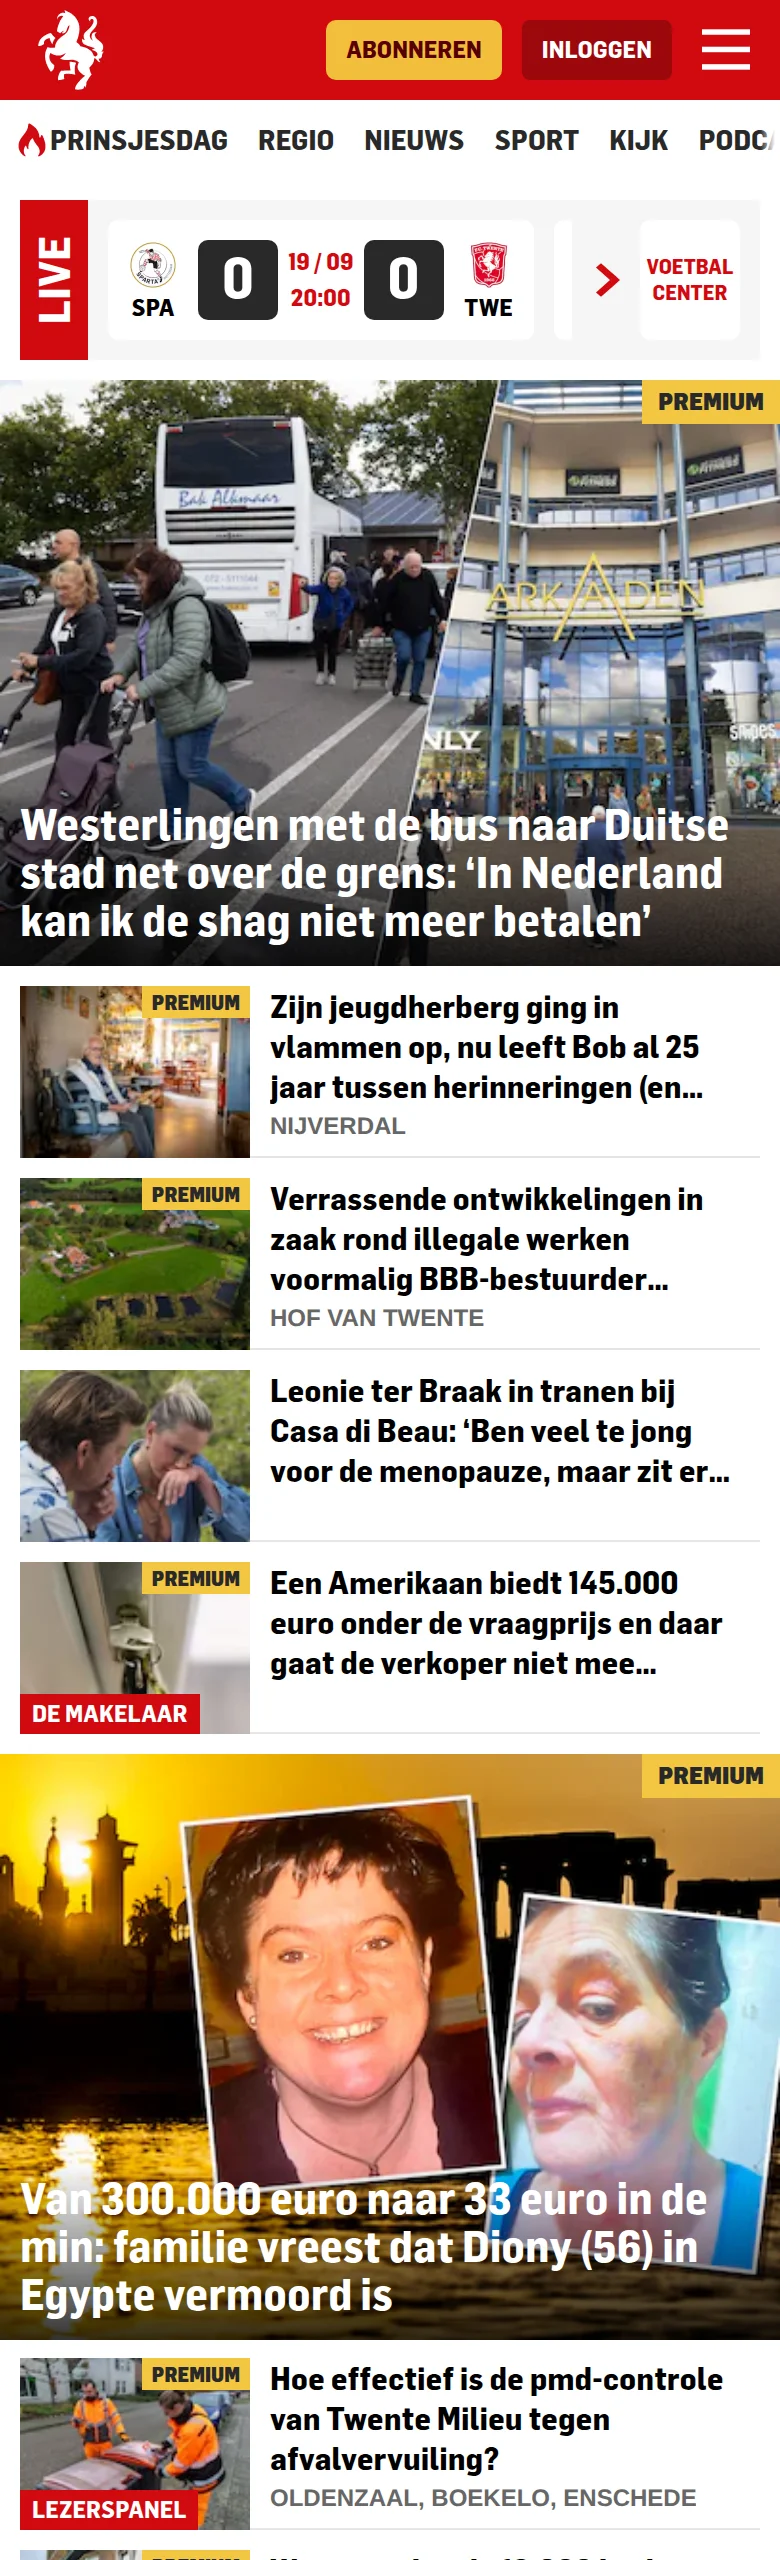 ABONNEREN
INLOGGEN
PRINSJESDAG REGIO NIEUWS SPORT KIJK PODCA
LIVE
SPA
0
19 / 09
20:00
0
TWE
VOETBAL
CENTER
PREMIUM
Bak Alkmaar
ARKADEN
NLY
snipes
Westerlingen met de bus naar Duitse
stad net over de grens: ‘In Nederland
kan ik de shag niet meer betalen’
PREMIUM
Zijn jeugdherberg ging in
vlammen op, nu leeft Bob al 25
jaar tussen herinneringen (en...
NIJVERDAL
PREMIUM
Verrassende ontwikkelingen in
zaak rond illegale werken
voormalig BBB-bestuurder...
HOF VAN TWENTE
Leonie ter Braak in tranen bij
Casa di Beau: ‘Ben veel te jong
voor de menopauze, maar zit er...
PREMIUM
DE MAKELAAR
Een Amerikaan biedt 145.000
euro onder de vraagprijs en daar
gaat de verkoper niet mee...
PREMIUM
Van 300.000 euro naar 33 euro in de
min: familie vreest dat Diony (56) in
Egypte vermoord is
PREMIUM
LEZERSPANEL
Hoe effectief is de pmd-controle
van Twente Milieu tegen
afvalvervuiling?
OLDENZAAL, BOEKELO, ENSCHEDE